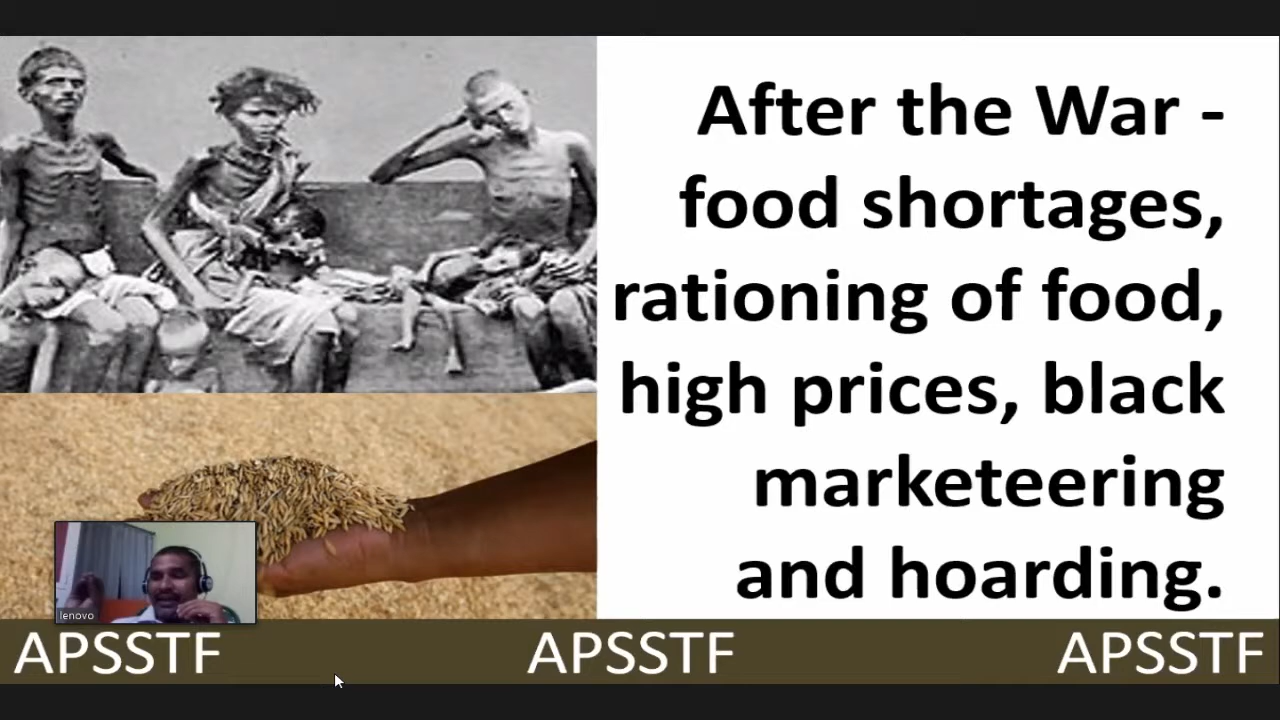 After the War -
food shortages,
rationing of food,
high prices, black
marketeering
and hoarding.
lenovo
APSSTF APSSTF APSSTF